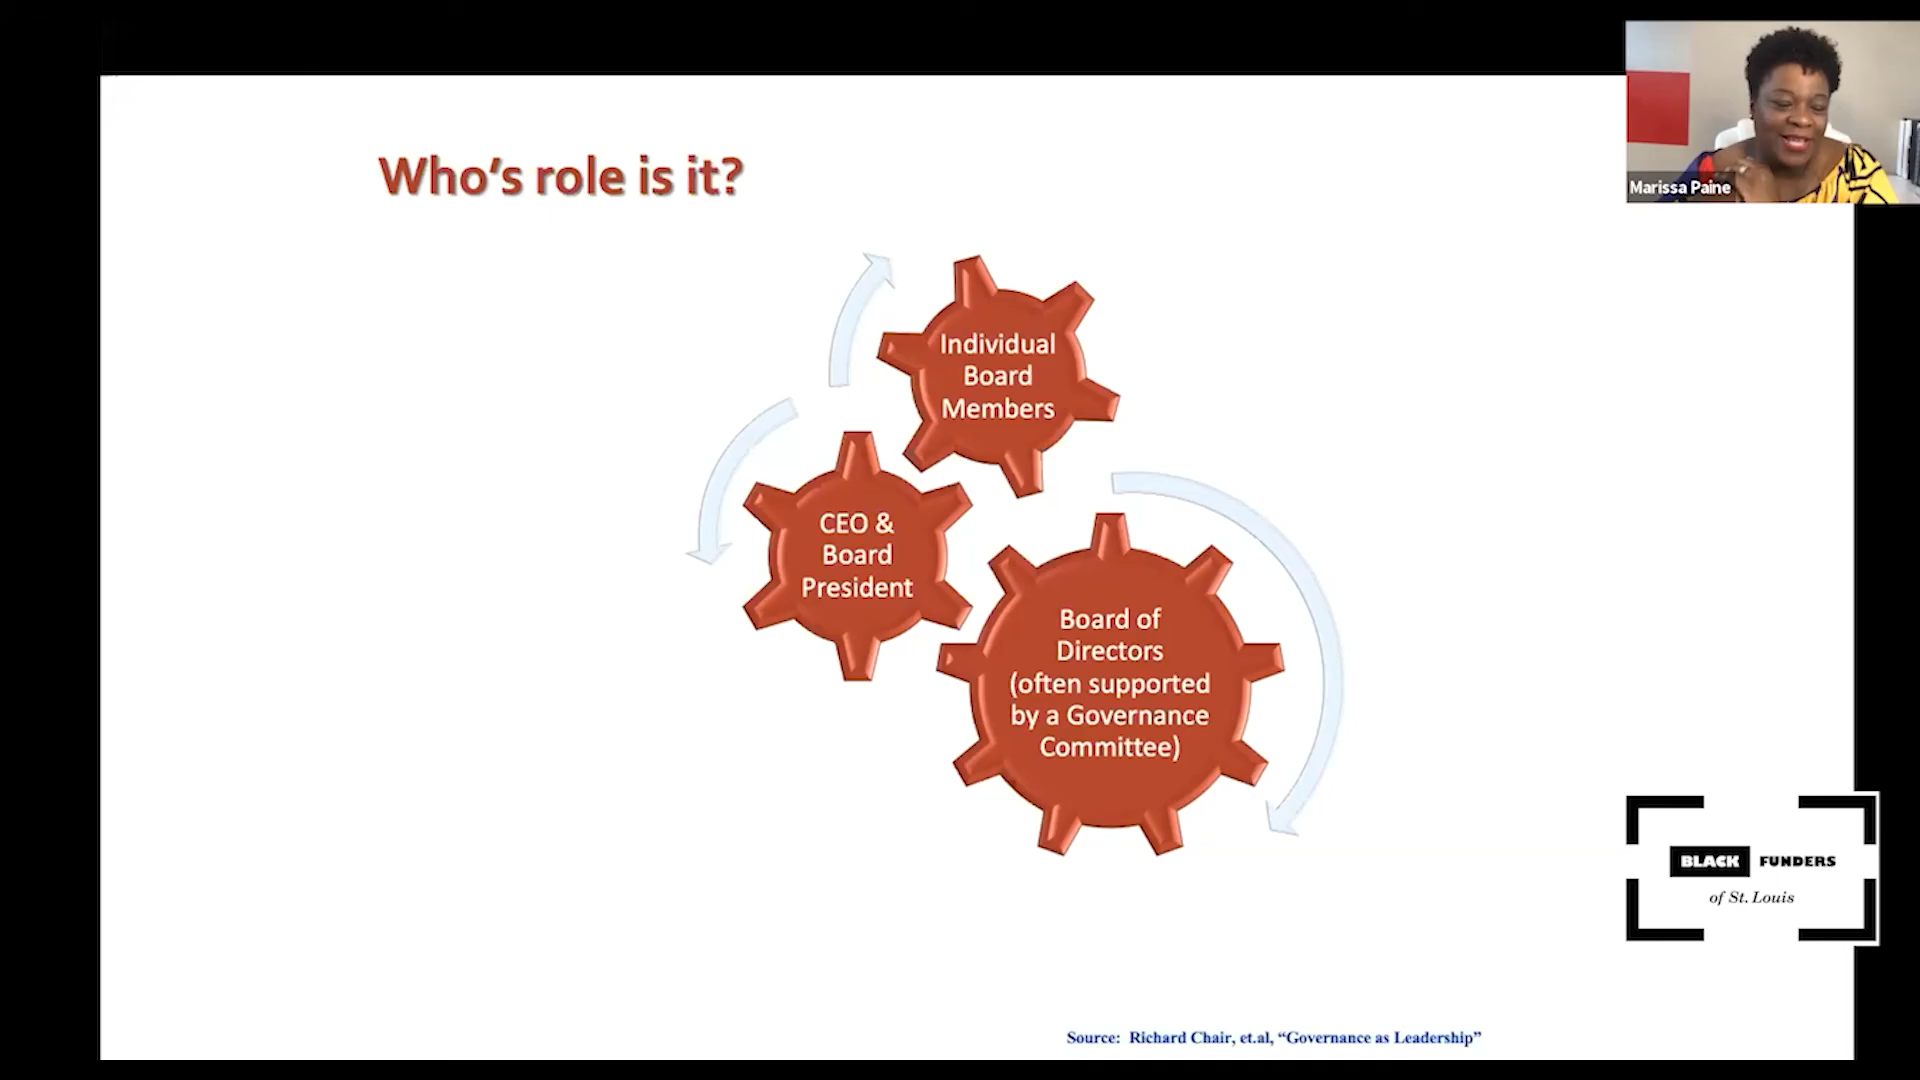 Who's role is it?
Marissa Paine
Individual
Board
Members
CEO &
Board
President
Board of
Directors
(often supported
by a Governance
Committee)
BLACK FUNDERS
of St. Louis
Source: Richard Chair, et.al, “Governance as Leadership”